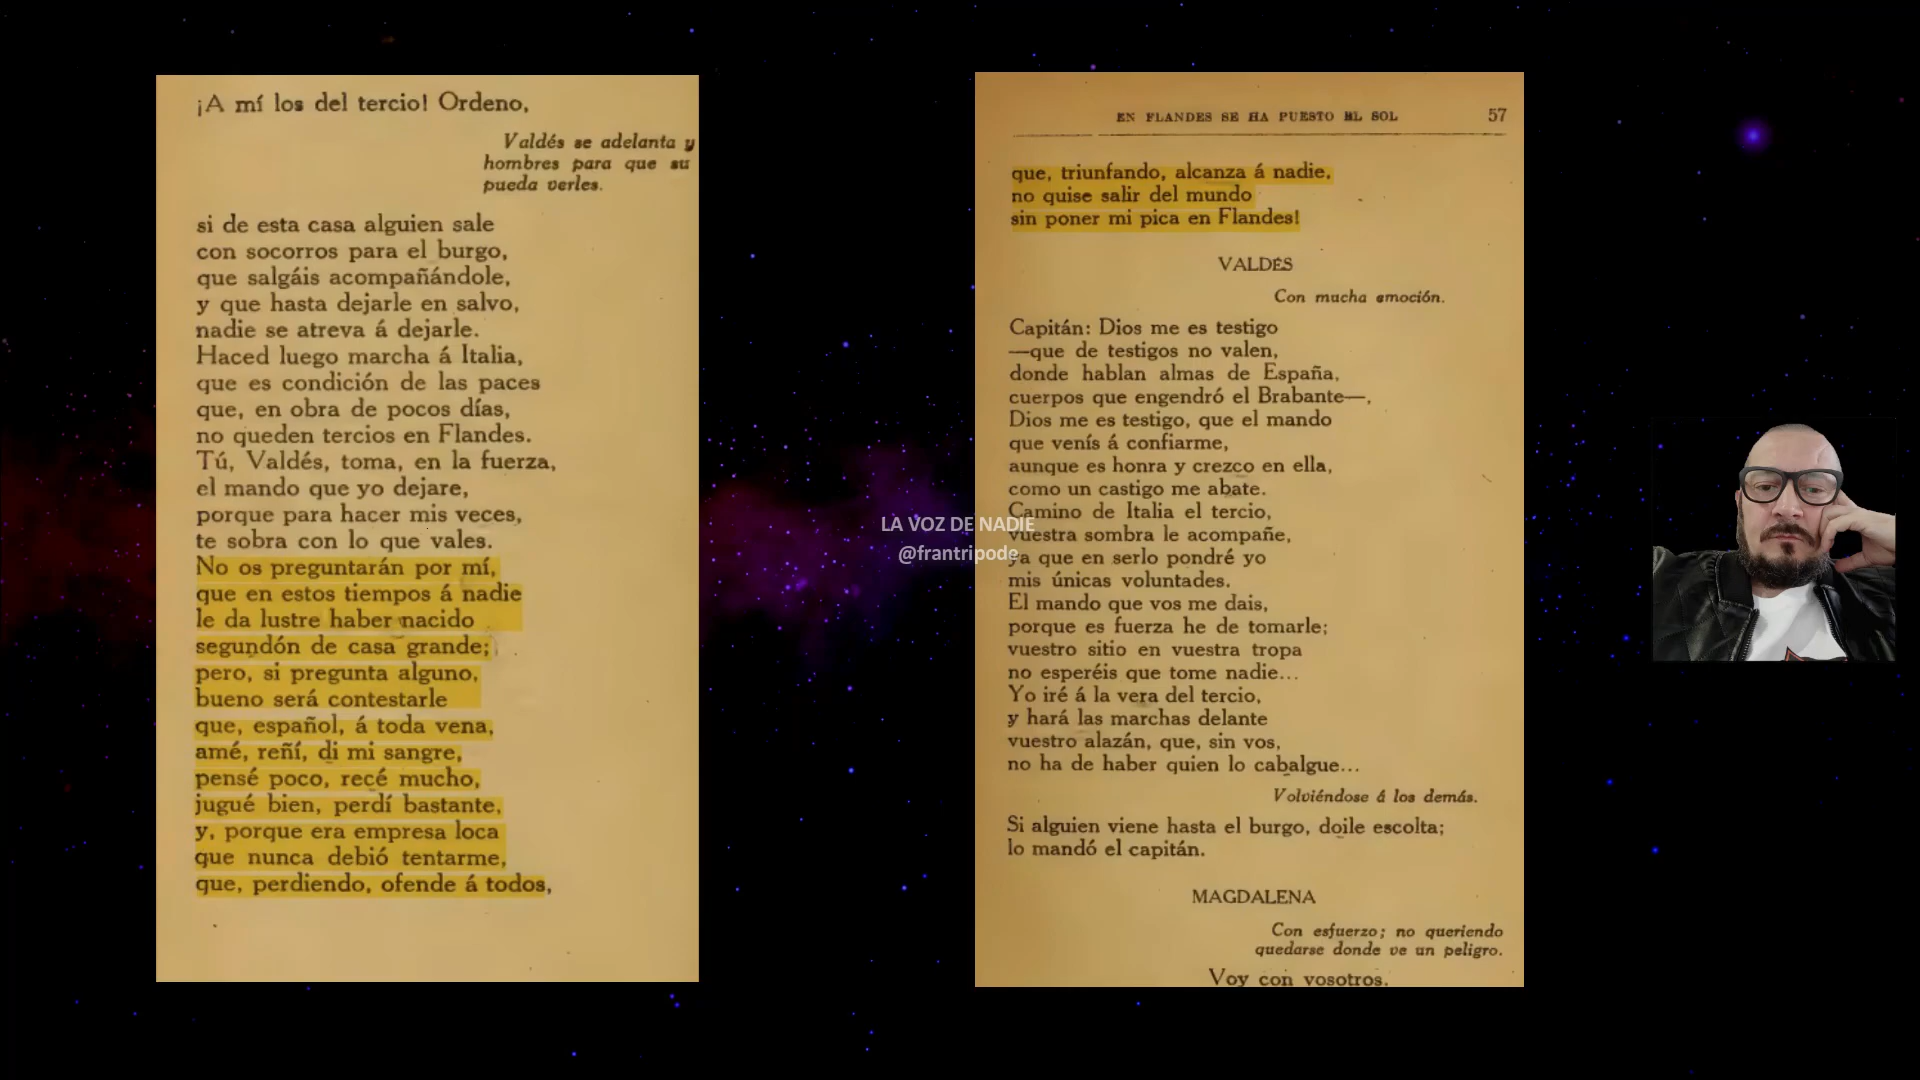 ¡A mí los del tercio! Ordeno,
Valdés se adelanta y
hombres para que su
pueda verles.
si de esta casa alguien sale
con socorros para el burgo,
que salgáis acompañándole,
y que hasta dejarle en salvo,
nadie se atreva á dejarle.
Haced luego marcha á Italia,
que es condición de las paces
que, en obra de pocos días,
no queden tercios en Flandes.
Tú, Valdés, toma, en la fuerza,
el mando que yo dejare,
porque para hacer mis veces,
te sobra con lo que vales.
No os preguntarán por mí,
que en estos tiempos á nadie
le da lustre haber nacido
segundón de casa grande;
pero, si pregunta alguno,
bueno será contestarle
que, español, á toda vena,
amé, reñí, di mi sangre,
pensé poco, recé mucho,
jugué bien, perdí bastante,
y, porque era empresa loca
que nunca debió tentarme,
que, perdiendo, ofende á todos,
EN FLANDES SE HA PUESTO EL SOL 57
que, triunfando, alcanza á nadie,
no quise salir del mundo
sin poner mi pica en Flandes!
VALDÉS
Con mucha emoción.
Capitán: Dios me es testigo
—que de testigos no valen,
donde hablan almas de España,
cuerpos que engendró el Brabante—,
Dios me es testigo, que el mando
que venís á confiarme,
aunque es honra y crezco en ella,
como un castigo me abate.
Camino de Italia el tercio,
vuestra sombra le acompañe,
ya que en serlo pondré yo
mis únicas voluntades.
El mando que vos me dais,
porque es fuerza he de tomarle;
vuestro sitio en vuestra tropa
no esperéis que tome nadie...
Yo iré á la vera del tercio,
y hará las marchas delante
vuestro alazán, que, sin vos,
no ha de haber quien lo cabalgue...
Volviéndose á los demás.
Si alguien viene hasta el burgo, dolle escolta;
lo mandó el capitán.
MAGDALENA
Con esfuerzo; no queriendo
quedarse donde ve un peligro.
Voy con vosotros.
LA VOZ DE NADIE
@frantripode